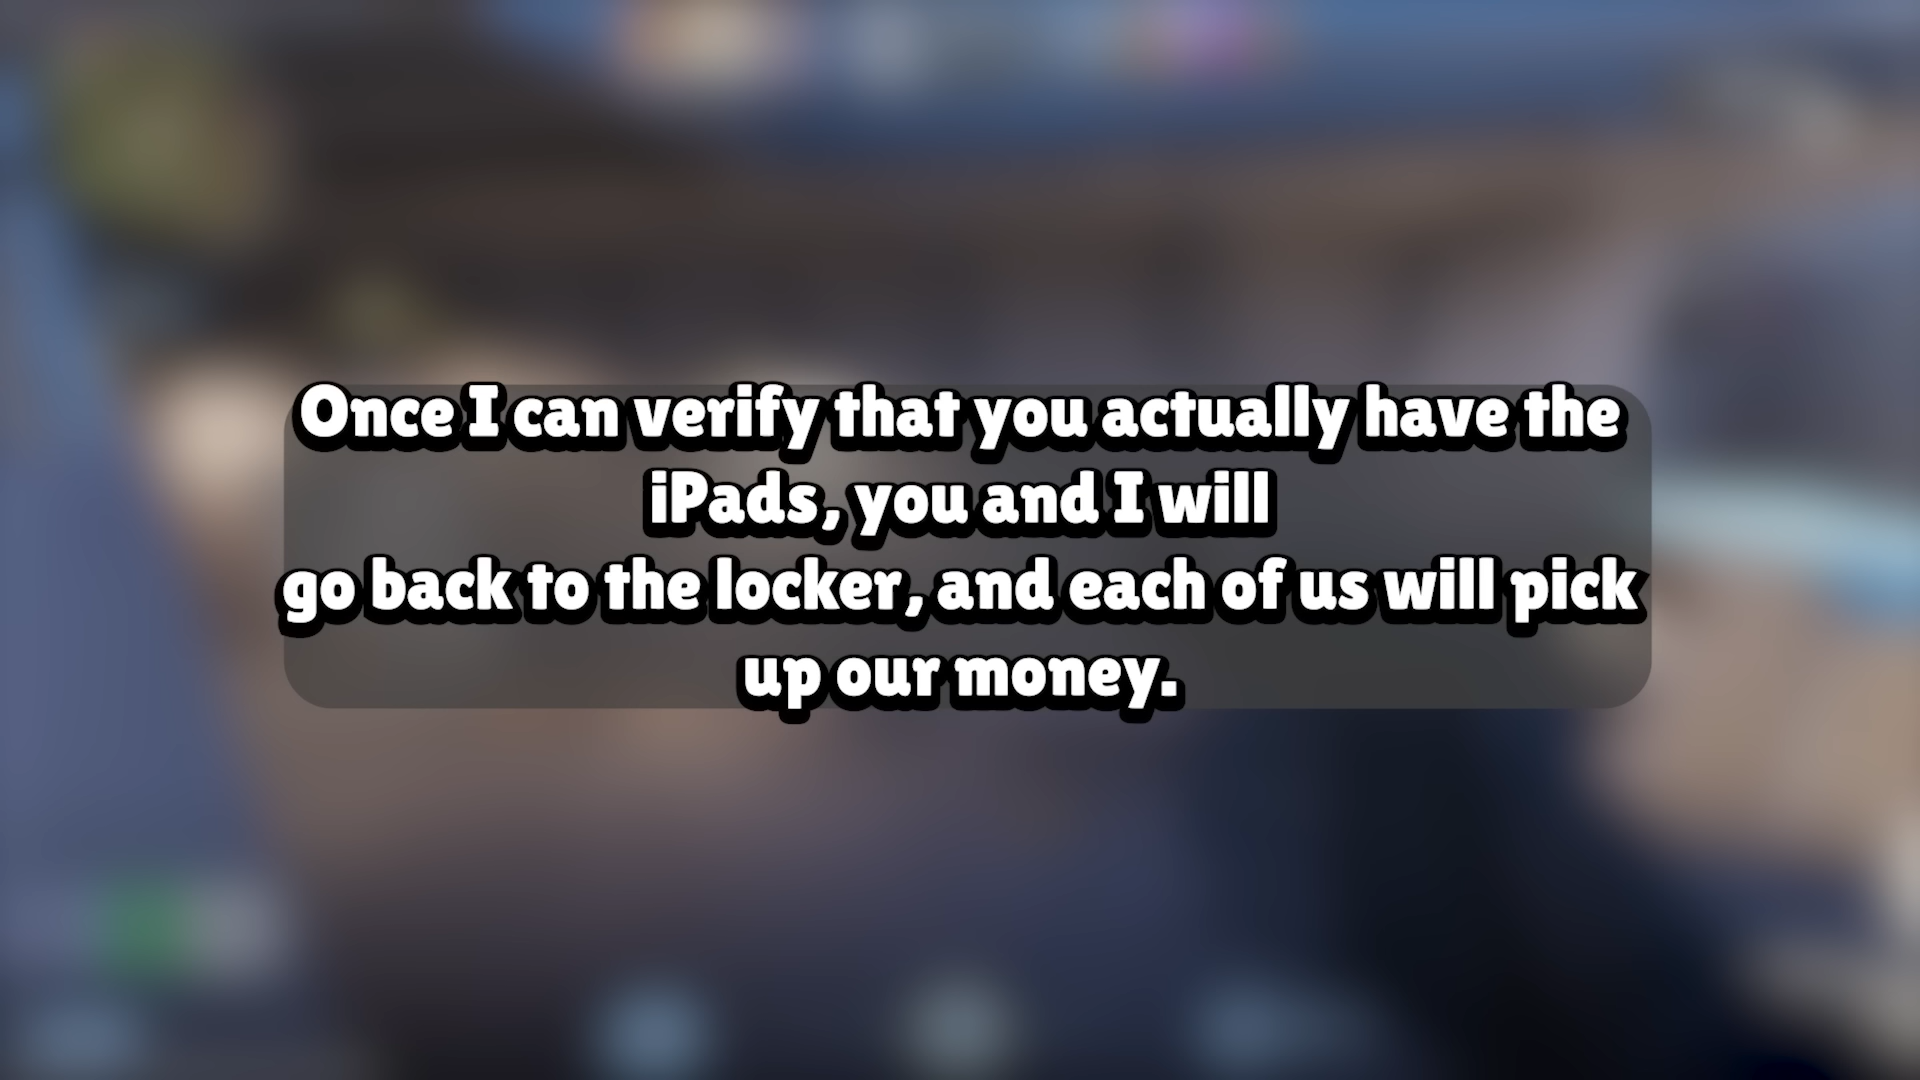 Once I can verify that you actually have the
iPads, you and I will
go back to the locker, and each of us will pick
up our money.